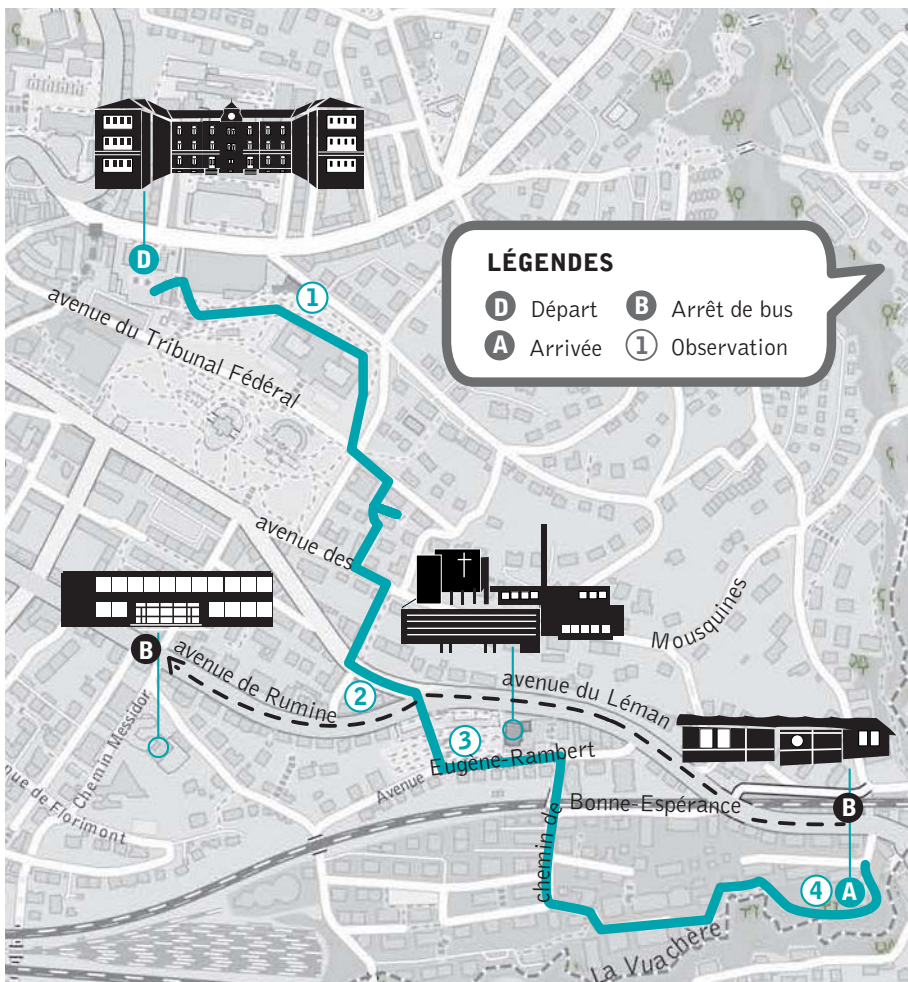 D
1
LÉGENDES
D Départ
B Arrêt de bus
A Arrivée
1 Observation
avenue du Tribunal Fédéral
avenue des
Mousquines
B
avenue de Rumine
2
avenue du Léman
Chemin Messidor
3
Avenue Eugène-Rambert
nue de Florimont
chemin de Bonne-Espérance
B
4
A
La Vuachère